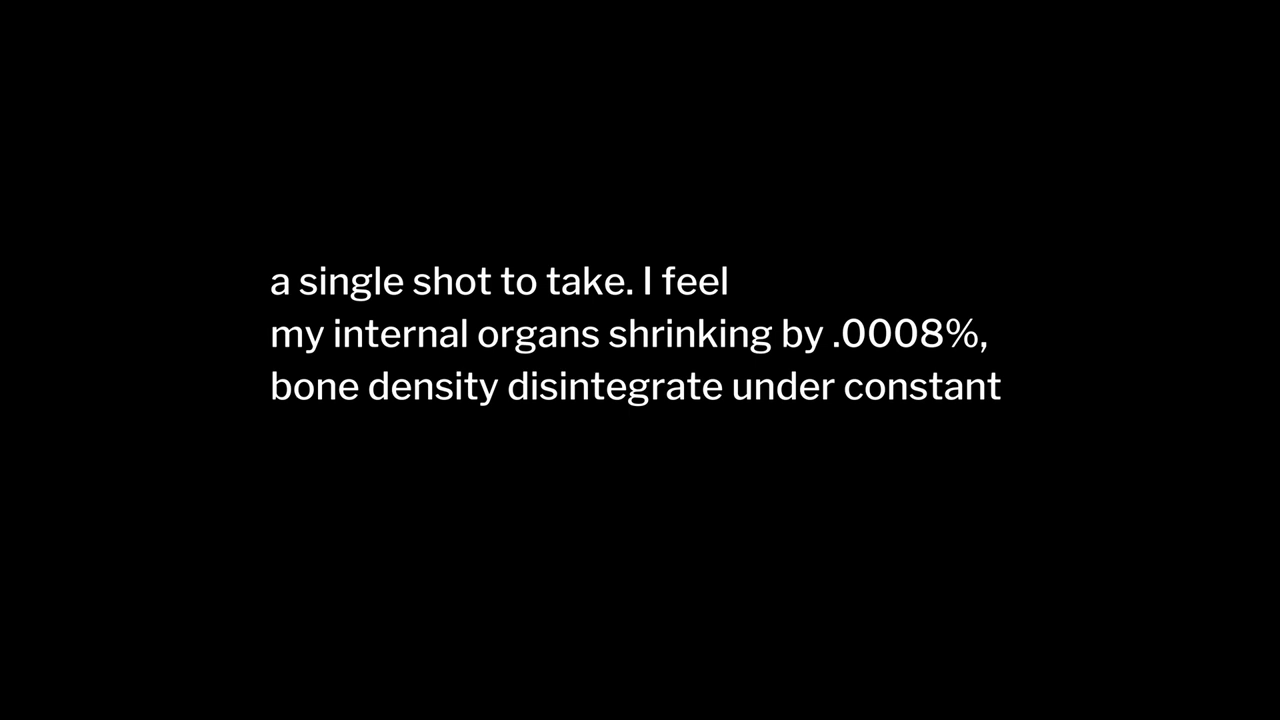 a single shot to take. I feel
my internal organs shrinking by .0008%,
bone density disintegrate under constant